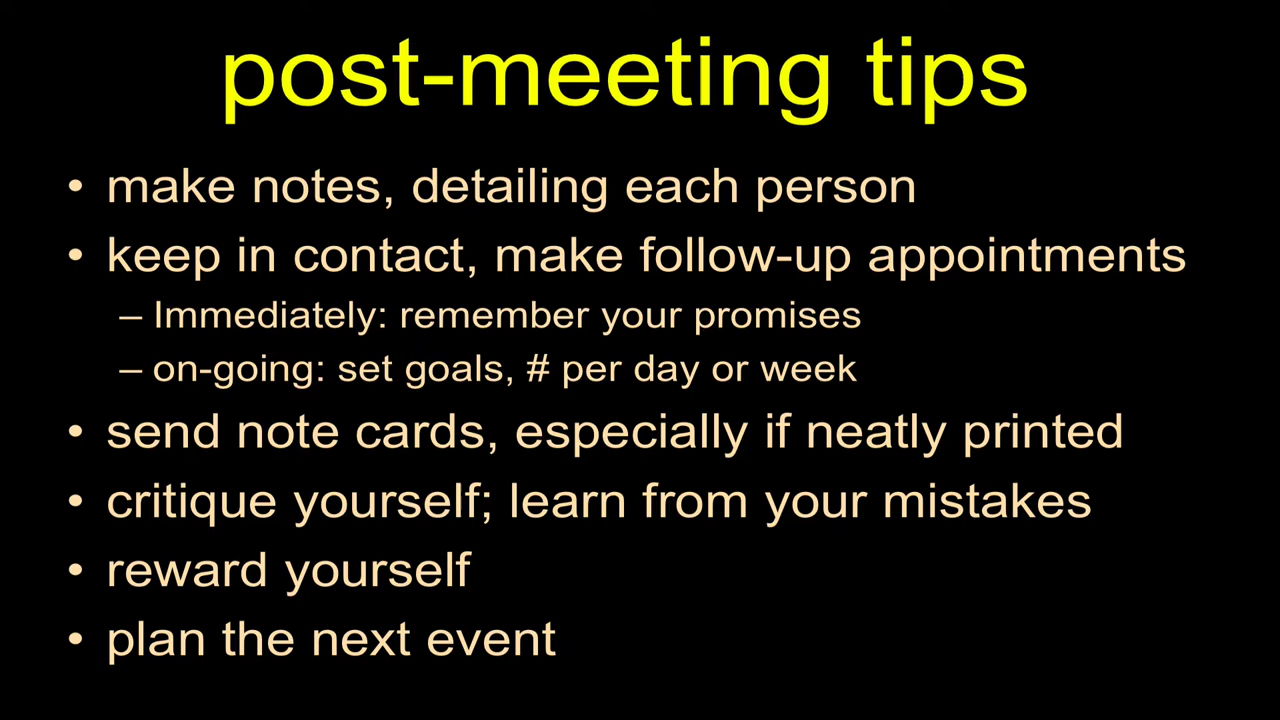 post-meeting tips
• make notes, detailing each person
• keep in contact, make follow-up appointments
– Immediately: remember your promises
– on-going: set goals, # per day or week
• send note cards, especially if neatly printed
• critique yourself; learn from your mistakes
• reward yourself
• plan the next event